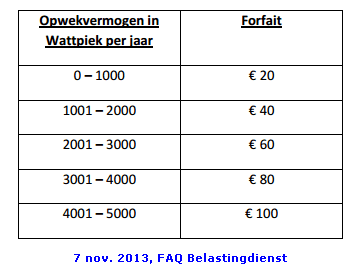 Opwekvermogen in Forfait
Wattpiek per jaar
0 – 1000 € 20
1001 – 2000 € 40
2001 – 3000 € 60
3001 – 4000 € 80
4001 – 5000 € 100
7 nov. 2013, FAQ Belastingdienst